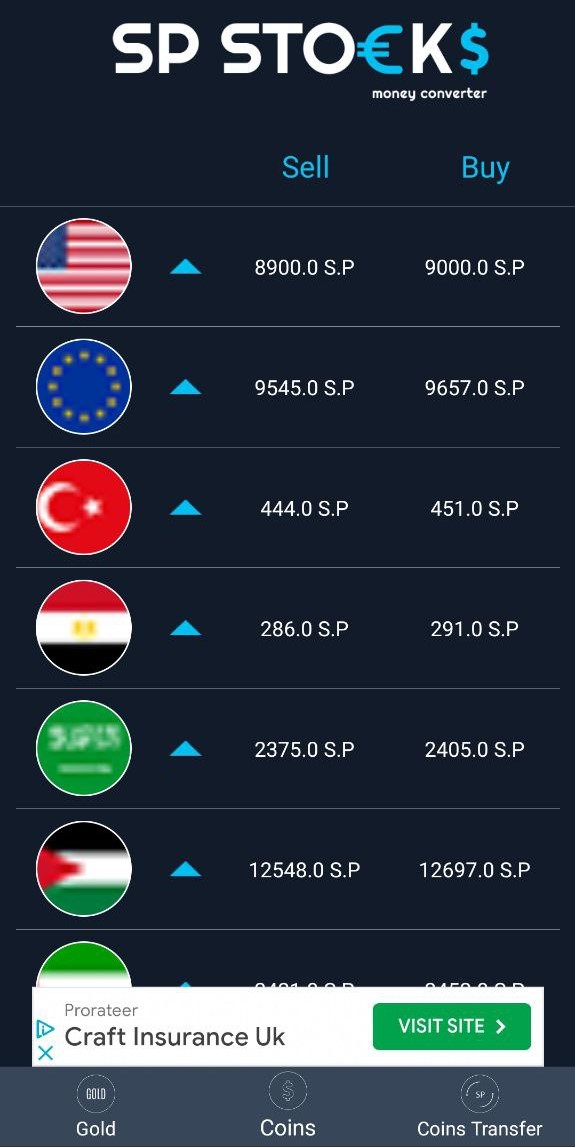 SP STO€K$
money converter
Sell Buy
8900.0 S.P 9000.0 S.P
9545.0 S.P 9657.0 S.P
444.0 S.P 451.0 S.P
286.0 S.P 291.0 S.P
2375.0 S.P 2405.0 S.P
12548.0 S.P 12697.0 S.P
Prorateer
Craft Insurance Uk
VISIT SITE
GOLD $ SP
Gold Coins Coins Transfer